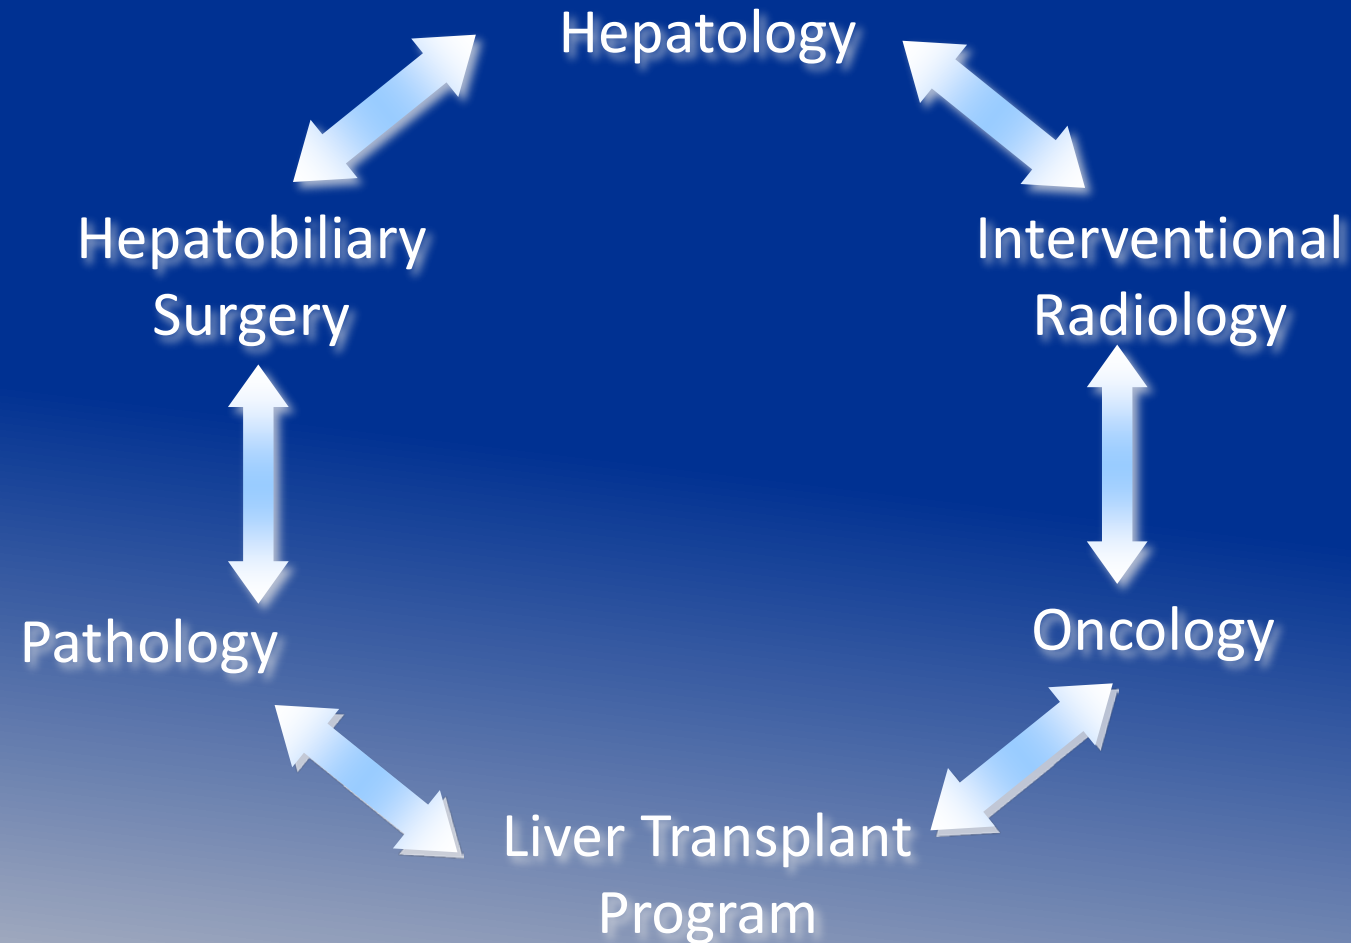 Hepatology
Hepatobiliary
Surgery
Interventional
Radiology
Pathology
Oncology
Liver Transplant
Program